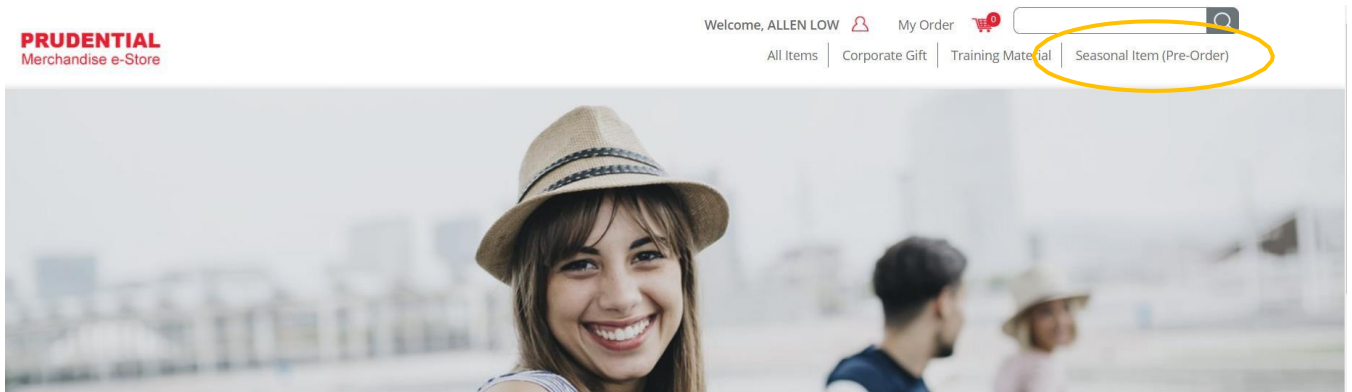 Welcome, ALLEN LOW My Order 0
PRUDENTIAL
Merchandise e-Store
All Items Corporate Gift Training Material Seasonal Item (Pre-Order)